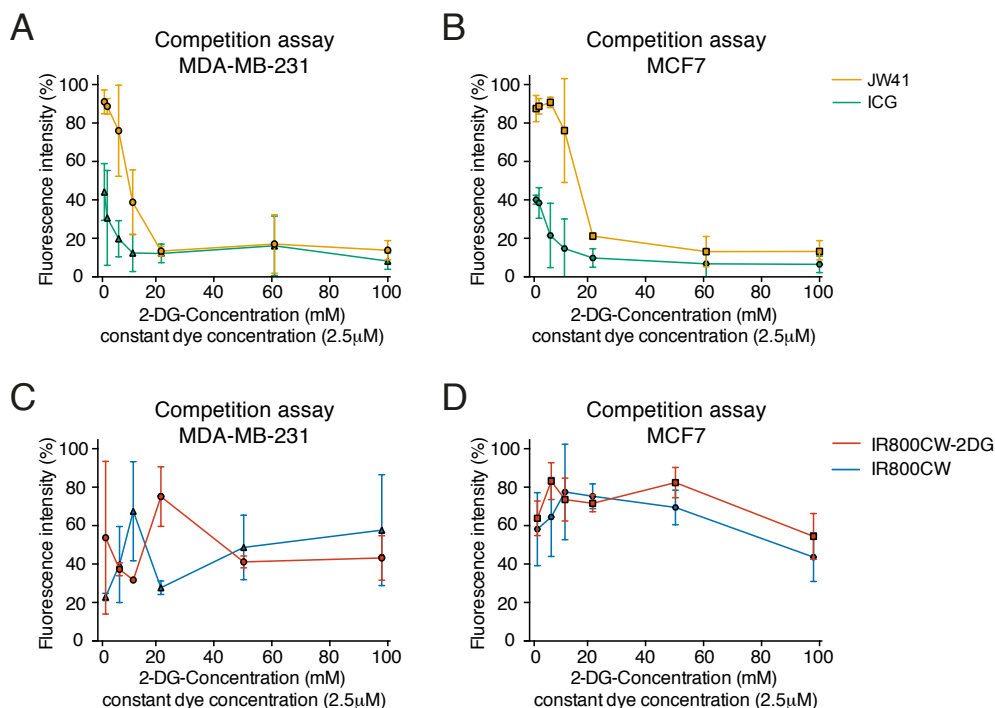 A
Competition assay
MDA-MB-231
Fluorescence intensity (%)
100
80
60
40
20
0
0 20 40 60 80 100
2-DG-Concentration (mM)
constant dye concentration (2.5μM)
B
Competition assay
MCF7
Fluorescence intensity (%)
100
80
60
40
20
0
0 20 40 60 80 100
2-DG-Concentration (mM)
constant dye concentration (2.5μM)
JW41
ICG
C
Competition assay
MDA-MB-231
Fluorescence intensity (%)
100
80
60
40
20
0
0 20 40 60 80 100
2-DG-Concentration (mM)
constant dye concentration (2.5μM)
D
Competition assay
MCF7
Fluorescence intensity (%)
100
80
60
40
20
0
0 20 40 60 80 100
2-DG-Concentration (mM)
constant dye concentration (2.5μM)
IR800CW-2DG
IR800CW